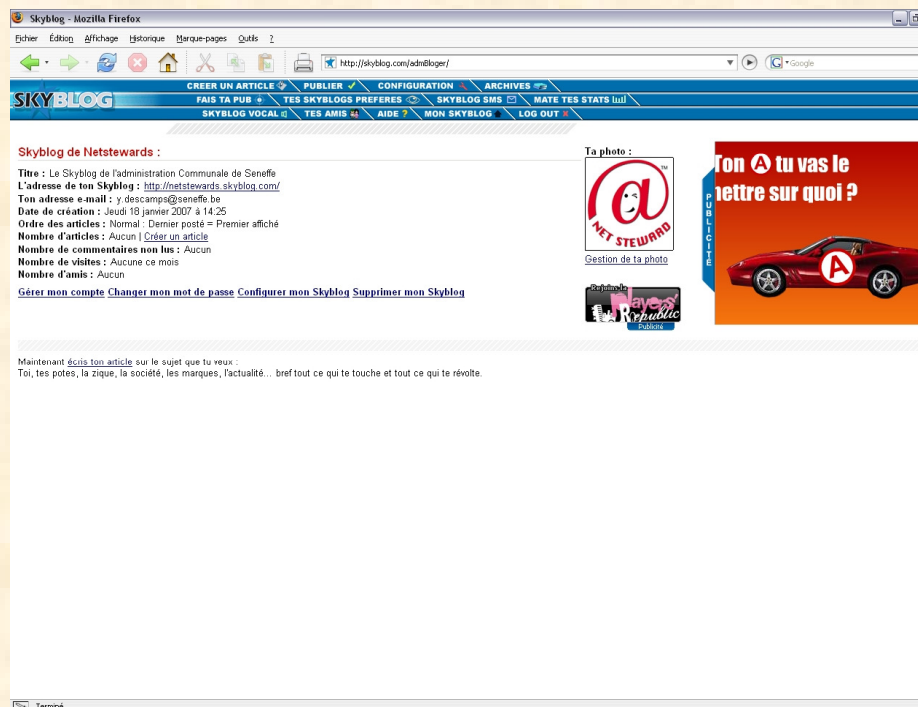 Skyblog - Mozilla Firefox
Fichier Édition Affichage Historique Marque-pages Outils ?
http://skyblog.com/admBloger/
Google
SKYBLOG
CREER UN ARTICLE PUBLIER CONFIGURATION ARCHIVES
FAIS TA PUB TES SKYBLOGS PREFERES SKYBLOG SMS MATE TES STATS
SKYBLOG VOCAL TES AMIS AIDE ? MON SKYBLOG LOG OUT
Skyblog de Netstewards :
Titre : Le Skyblog de l'administration Communale de Seneffe
L'adresse de ton Skyblog : http://netstewards.skyblog.com/
Ton adresse e-mail : y.descamps@seneffe.be
Date de création : Jeudi 18 janvier 2007 à 14:25
Ordre des articles : Normal : Dernier posté = Premier affiché
Nombre d'articles : Aucun | Créer un article
Nombre de commentaires non lus : Aucun
Nombre de visites : Aucune ce mois
Nombre d'amis : Aucun
Gérer mon compte Changer mon mot de passe Configurer mon Skyblog Supprimer mon Skyblog
Ta photo :
@
TM
NET STEWARD
Gestion de ta photo
Rejoins la
Players'
Republic
Publicité
PUBLICITÉ
Ton A tu vas le
mettre sur quoi ?
A
Maintenant écris ton article sur le sujet que tu veux :
Toi, tes potes, la zique, la société, les marques, l'actualité... bref tout ce qui te touche et tout ce qui te révolte.
Terminé